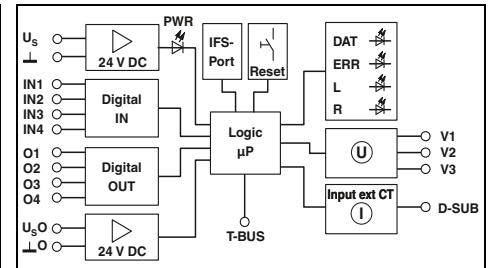 PWR
U_S
24 V DC
IFS-
Port
Reset
DAT
ERR
L
R
IN1
IN2
IN3
IN4
Digital
IN
Logic
µP
U
V1
V2
V3
O1
O2
O3
O4
Digital
OUT
Input ext CT
I
D-SUB
U_SO
⊥O
24 V DC
T-BUS